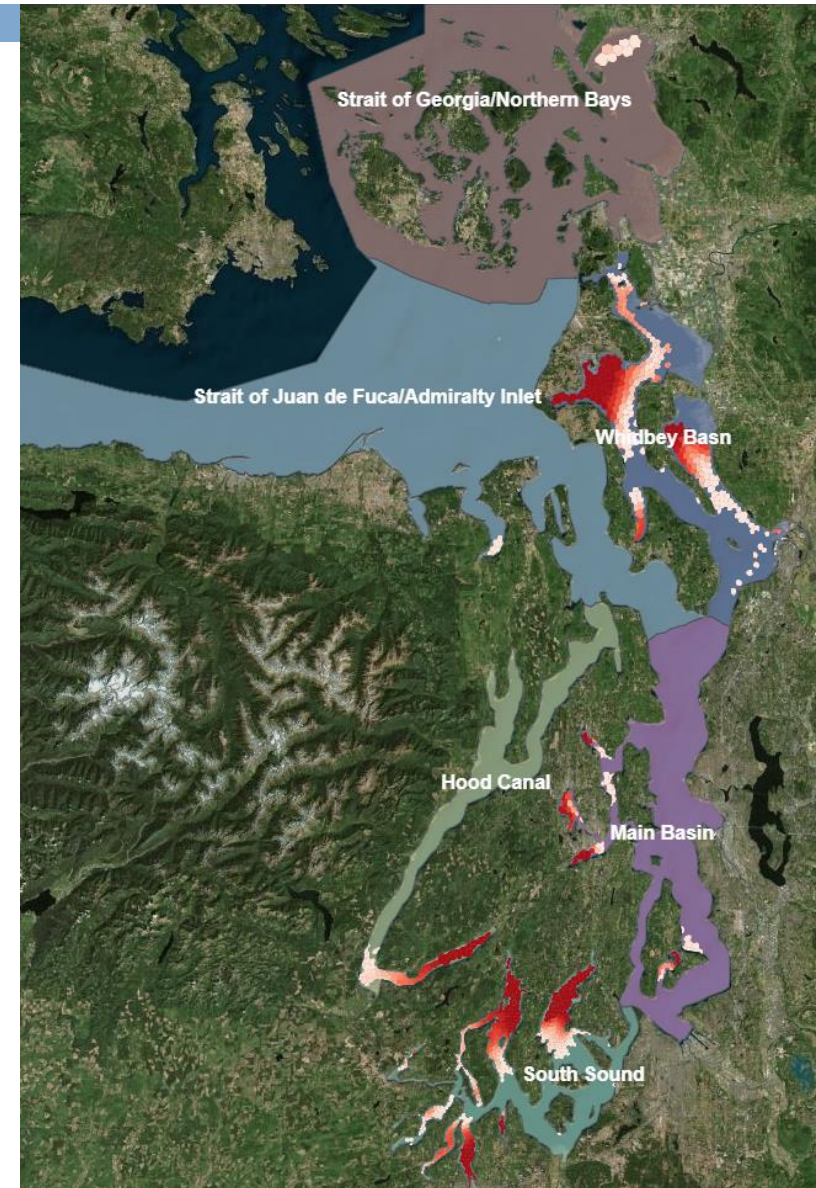 Strait of Georgia/Northern Bays
Strait of Juan de Fuca/Admiralty Inlet
Whidbey Basn
Hood Canal
Main Basin
South Sound